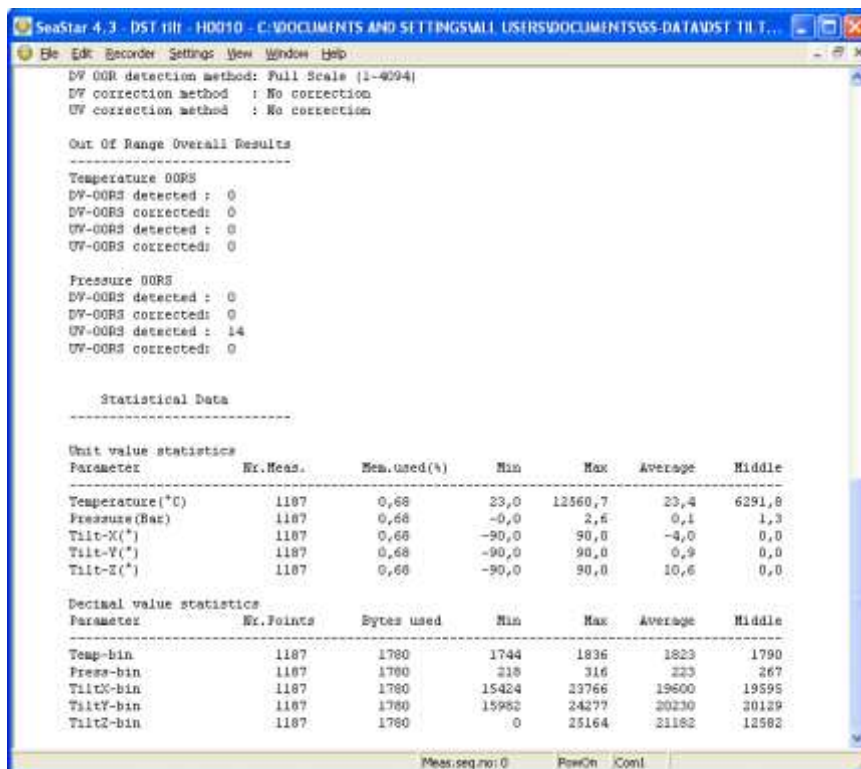 SeaStar 4.3 - DST tilt - H0010 - C:\DOCUMENTS AND SETTINGS\ALL USERS\DOCUMENTS\SS-DATA\DST TILT...
File Edit Recorder Settings View Window Help
DV OOR detection method: Full Scale (1-4094)
DV correction method : No correction
UV correction method : No correction
Out Of Range Overall Results
----------------------------
Temperature OORS
DV-OORS detected : 0
DV-OORS corrected: 0
UV-OORS detected : 0
UV-OORS corrected: 0
Pressure OORS
DV-OORS detected : 0
DV-OORS corrected: 0
UV-OORS detected : 14
UV-OORS corrected: 0
Statistical Data
----------------------------
Unit value statistics
Parameter Nr.Meas. Mem.used(%) Min Max Average Middle
Temperature(°C) 1187 0,68 23,0 12560,7 23,4 6291,8
Pressure(Bar) 1187 0,68 -0,0 2,6 0,1 1,3
Tilt-X(°) 1187 0,68 -90,0 90,0 -4,0 0,0
Tilt-Y(°) 1187 0,68 -90,0 90,0 0,9 0,0
Tilt-Z(°) 1187 0,68 -90,0 90,0 10,6 0,0
Decimal value statistics
Parameter Nr.Points Bytes used Min Max Average Middle
Temp-bin 1187 1780 1744 1836 1823 1790
Press-bin 1187 1780 218 316 223 267
TiltX-bin 1187 1780 15424 23766 19600 19595
TiltY-bin 1187 1780 15982 24277 20230 20129
TiltZ-bin 1187 1780 0 25164 21182 12582
Meas.seq.no: 0 PowOn Com1